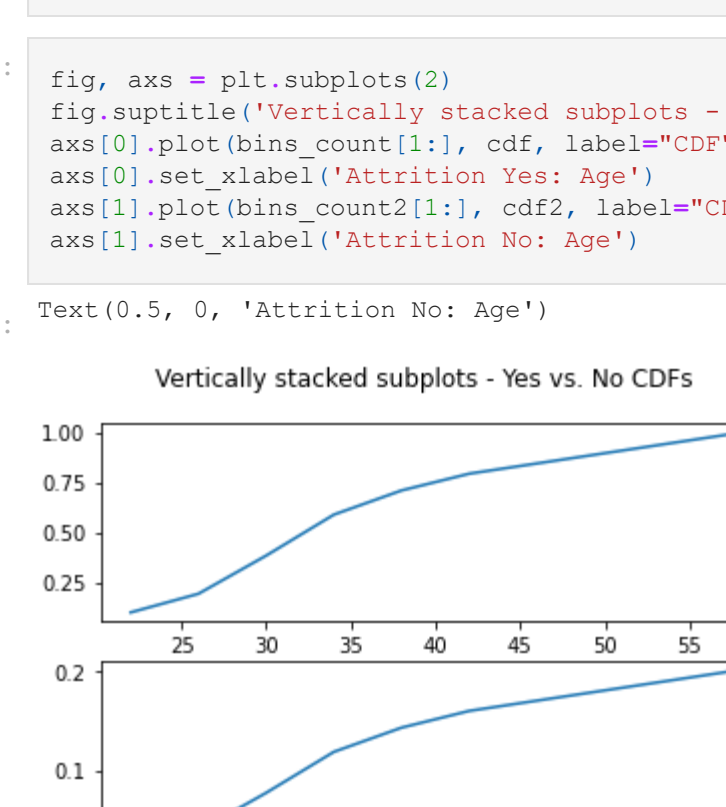 :
fig, axs = plt.subplots(2)
fig.suptitle('Vertically stacked subplots -
axs[0].plot(bins_count[1:], cdf, label="CDF"
axs[0].set_xlabel('Attrition Yes: Age')
axs[1].plot(bins_count2[1:], cdf2, label="CD
axs[1].set_xlabel('Attrition No: Age')
:
Text(0.5, 0, 'Attrition No: Age')
Vertically stacked subplots - Yes vs. No CDFs
1.00
0.75
0.50
0.25
25 30 35 40 45 50 55
0.2
0.1